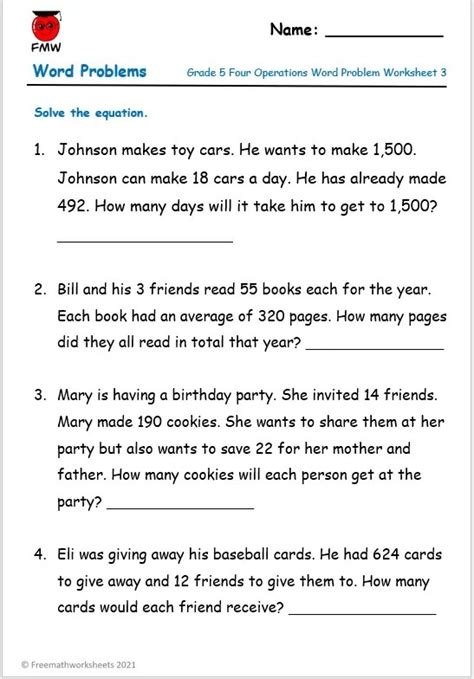 FMW
Name: ____________
Word Problems
Grade 5 Four Operations Word Problem Worksheet 3
Solve the equation.
1. Johnson makes toy cars. He wants to make 1,500.
Johnson can make 18 cars a day. He has already made
492. How many days will it take him to get to 1,500?
____________________
2. Bill and his 3 friends read 55 books each for the year.
Each book had an average of 320 pages. How many pages
did they all read in total that year? ________________
3. Mary is having a birthday party. She invited 14 friends.
Mary made 190 cookies. She wants to share them at her
party but also wants to save 22 for her mother and
father. How many cookies will each person get at the
party? _________________
4. Eli was giving away his baseball cards. He had 624 cards
to give away and 12 friends to give them to. How many
cards would each friend receive? _________________
© Freemathworksheets 2021